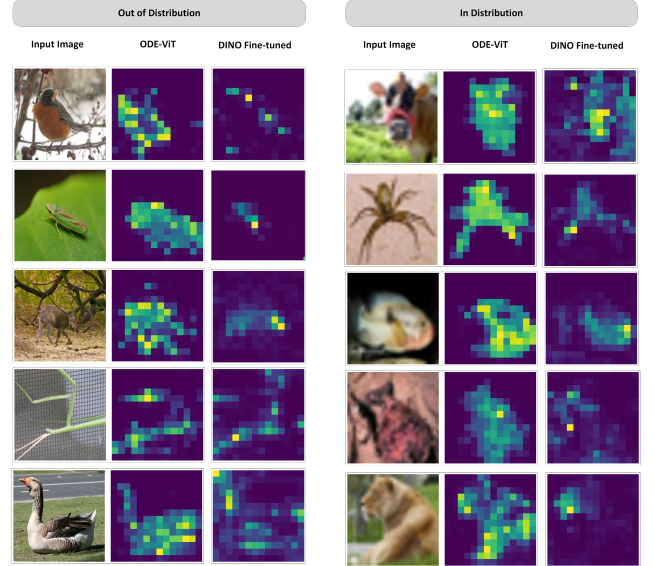 Out of Distribution
In Distribution
Input Image
ODE-ViT
DINO Fine-tuned
Input Image
ODE-ViT
DINO Fine-tuned